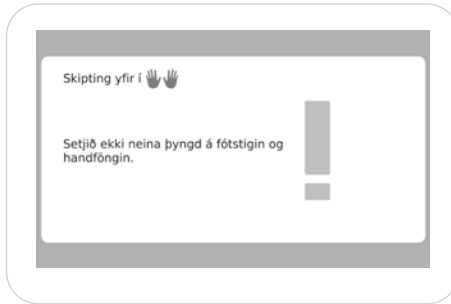 Skipting yfir í
Setjið ekki neina þyngd á fótstigin og
handföngin.